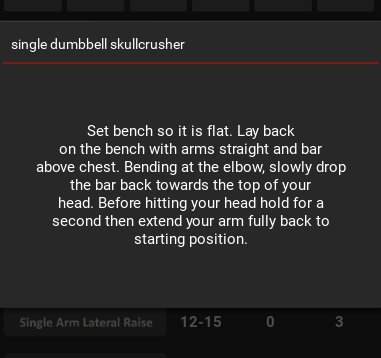 single dumbbell skullcrusher
Set bench so it is flat. Lay back
on the bench with arms straight and bar
above chest. Bending at the elbow, slowly drop
the bar back towards the top of your
head. Before hitting your head hold for a
second then extend your arm fully back to
starting position.
Single Arm Lateral Raise 12-15 0 3